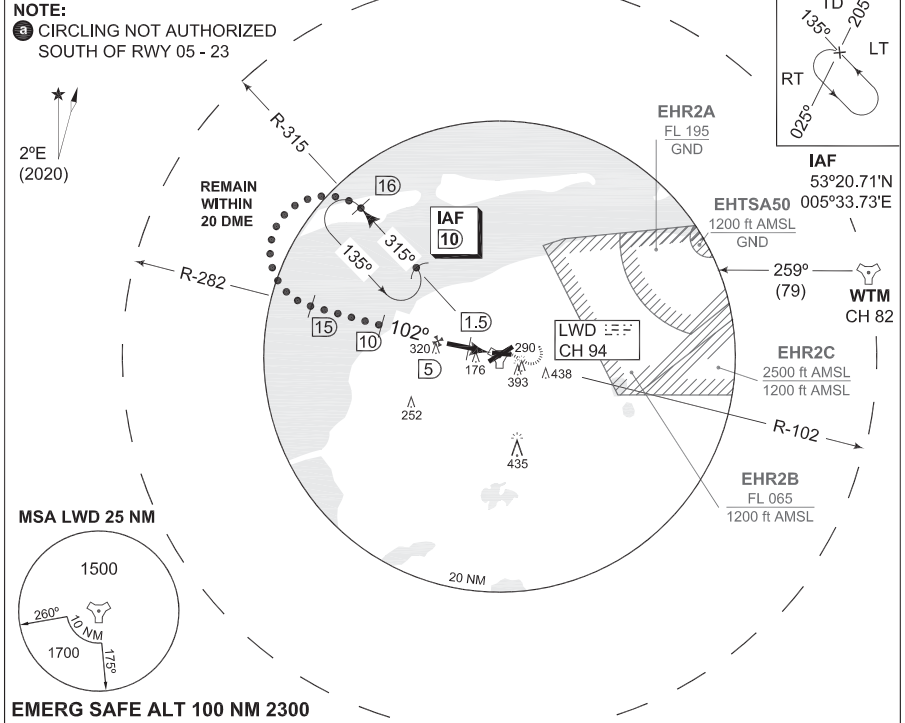 NOTE:
a CIRCLING NOT AUTHORIZED
SOUTH OF RWY 05 - 23
2ºE
(2020)
R-315
REMAIN
WITHIN
20 DME
16
IAF
10
135º
315º
R-282
15
10
102º
1.5
5
320
176
290
393
438
252
435
LWD
CH 94
EHR2A
FL 195
GND
TD
135º
205º
LT
RT
025º
IAF
53º20.71'N
005º33.73'E
EHTSA50
1200 ft AMSL
GND
259º
(79)
WTM
CH 82
EHR2C
2500 ft AMSL
1200 ft AMSL
R-102
EHR2B
FL 065
1200 ft AMSL
20 NM
MSA LWD 25 NM
1500
260º
10 NM
1700
175º
EMERG SAFE ALT 100 NM 2300